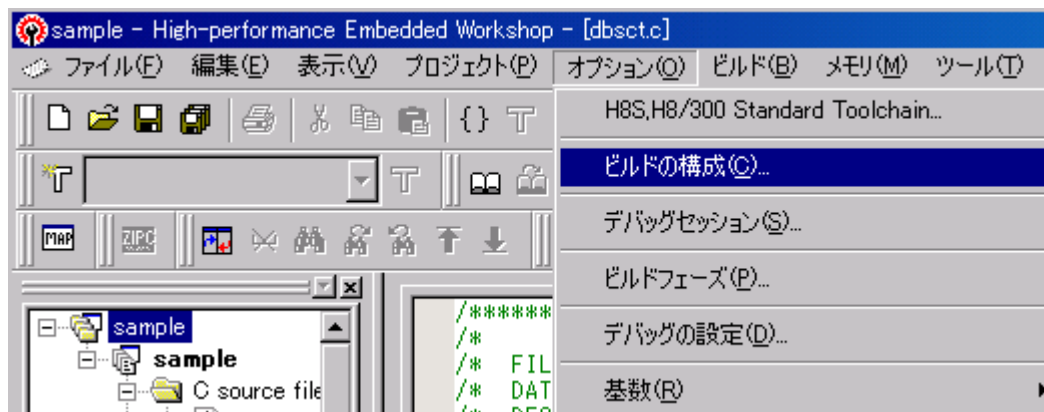 sample - High-performance Embedded Workshop - [dbsct.c]
ファイル(F) 編集(E) 表示(V) プロジェクト(P) オプション(O) ビルド(B) メモリ(M) ツール(T)
H8S,H8/300 Standard Toolchain...
{}
ビルドの構成(C)...
MAP ZIPC
デバッグセッション(S)...
ビルドフェーズ(P)...
デバッグの設定(D)...
基数(R)
sample
sample
C source file
/*******
/*
/* FIL
/* DAT